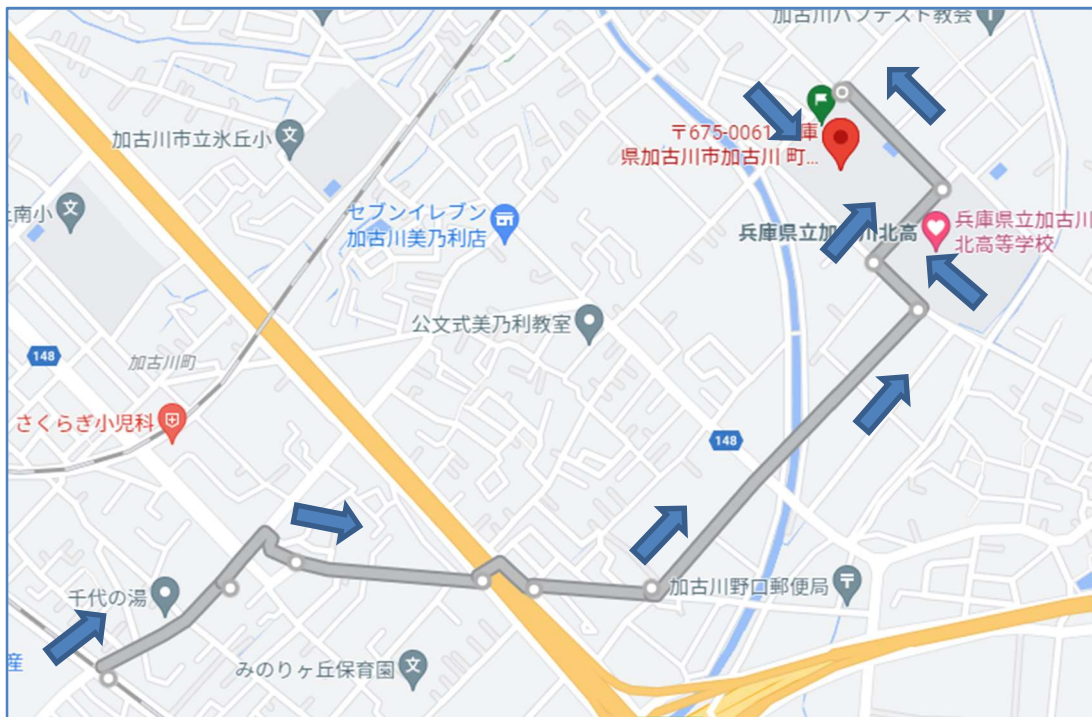 加古川バプテスト教会
加古川市立氷丘小
〒675-0061
庫
県加古川市加古川 町...
南小
セブンイレブン
加古川美乃利店
兵庫県立加
川北高
兵庫県立加古川
北高等学校
公文式美乃利教室
148
加古川町
さくらぎ小児科
148
千代の湯
加古川野口郵便局
産
みのりヶ丘保育園